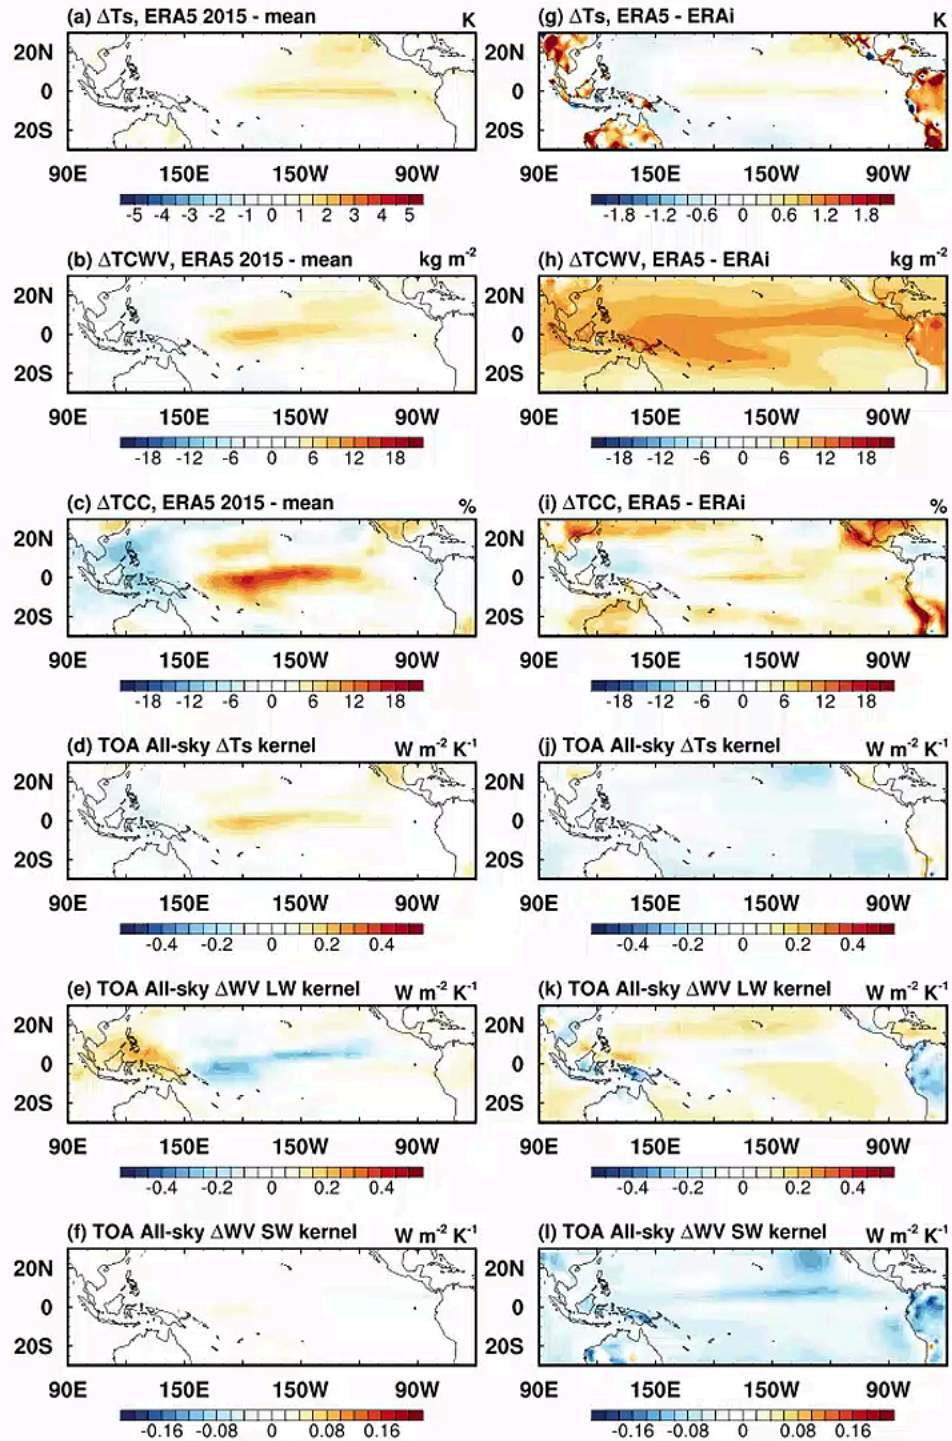 (a) ΔTs, ERA5 2015 - mean K
20N
0
20S
90E 150E 150W 90W
-5 -4 -3 -2 -1 0 1 2 3 4 5
(b) ΔTCWV, ERA5 2015 - mean kg m⁻²
20N
0
20S
90E 150E 150W 90W
-18 -12 -6 0 6 12 18
(c) ΔTCC, ERA5 2015 - mean %
20N
0
20S
90E 150E 150W 90W
-18 -12 -6 0 6 12 18
(d) TOA All-sky ΔTs kernel W m⁻² K⁻¹
20N
0
20S
90E 150E 150W 90W
-0.4 -0.2 0 0.2 0.4
(e) TOA All-sky ΔWV LW kernel W m⁻² K⁻¹
20N
0
20S
90E 150E 150W 90W
-0.4 -0.2 0 0.2 0.4
(f) TOA All-sky ΔWV SW kernel W m⁻² K⁻¹
20N
0
20S
90E 150E 150W 90W
-0.16 -0.08 0 0.08 0.16
(g) ΔTs, ERA5 - ERAi K
20N
0
20S
90E 150E 150W 90W
-1.8 -1.2 -0.6 0 0.6 1.2 1.8
(h) ΔTCWV, ERA5 - ERAi kg m⁻²
20N
0
20S
90E 150E 150W 90W
-18 -12 -6 0 6 12 18
(i) ΔTCC, ERA5 - ERAi %
20N
0
20S
90E 150E 150W 90W
-18 -12 -6 0 6 12 18
(j) TOA All-sky ΔTs kernel W m⁻² K⁻¹
20N
0
20S
90E 150E 150W 90W
-0.4 -0.2 0 0.2 0.4
(k) TOA All-sky ΔWV LW kernel W m⁻² K⁻¹
20N
0
20S
90E 150E 150W 90W
-0.4 -0.2 0 0.2 0.4
(l) TOA All-sky ΔWV SW kernel W m⁻² K⁻¹
20N
0
20S
90E 150E 150W 90W
-0.16 -0.08 0 0.08 0.16